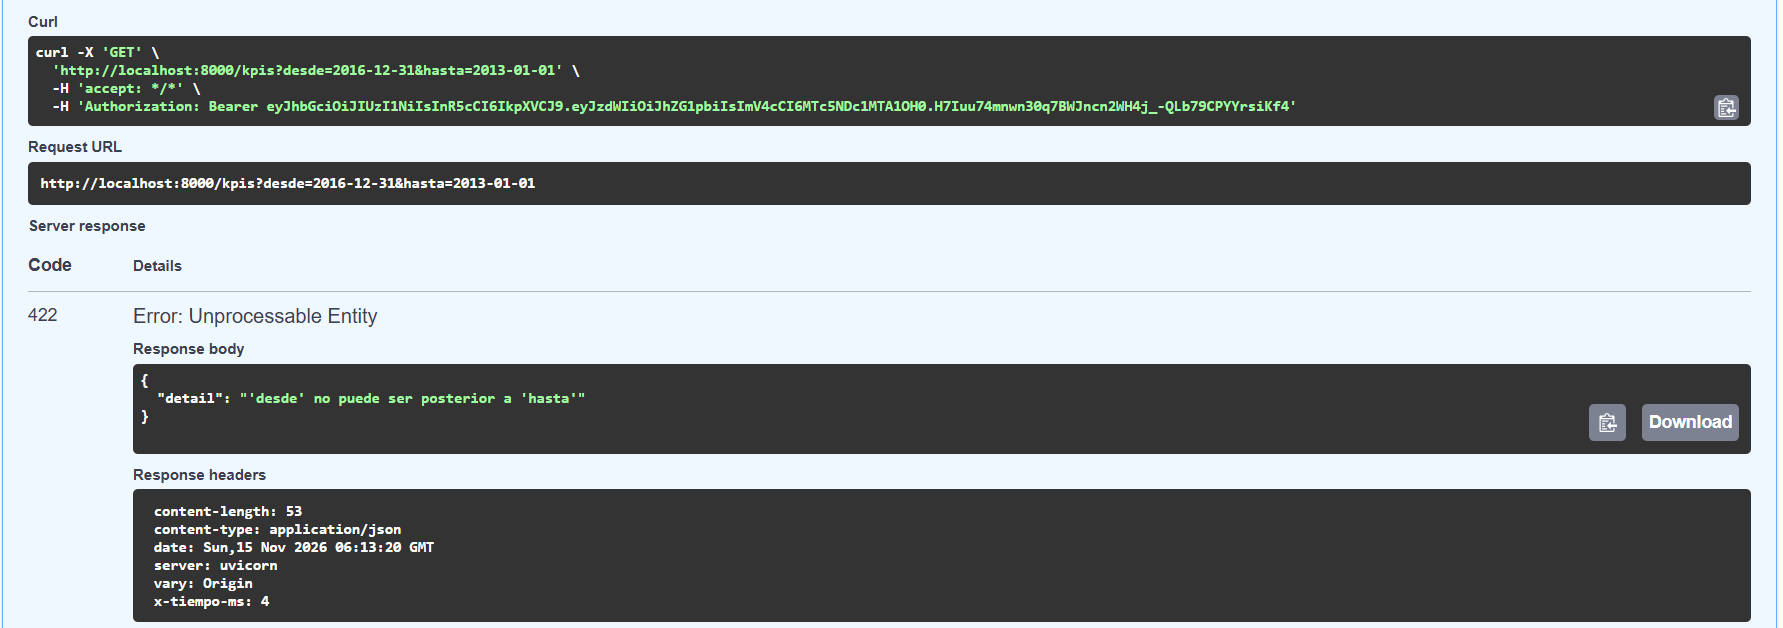 Curl
curl -X 'GET' \
'http://localhost:8000/kpis?desde=2016-12-31&hasta=2013-01-01' \
-H 'accept: */*' \
-H 'Authorization: Bearer eyJhbGciOiJIUzI1NiIsInR5cCI6IkpXVCJ9.eyJzdWIiOiJhZG1pbiIsImV4cCI6MTc5NDc1MTA1OH0.H7Iuu74mnwn30q7BWJncn2WH4j_-QLb79CPYYrsiKf4'
Request URL
http://localhost:8000/kpis?desde=2016-12-31&hasta=2013-01-01
Server response
Code Details
422 Error: Unprocessable Entity
Response body
{
"detail": "'desde' no puede ser posterior a 'hasta'"
}
Download
Response headers
content-length: 53
content-type: application/json
date: Sun,15 Nov 2026 06:13:20 GMT
server: uvicorn
vary: Origin
x-tiempo-ms: 4